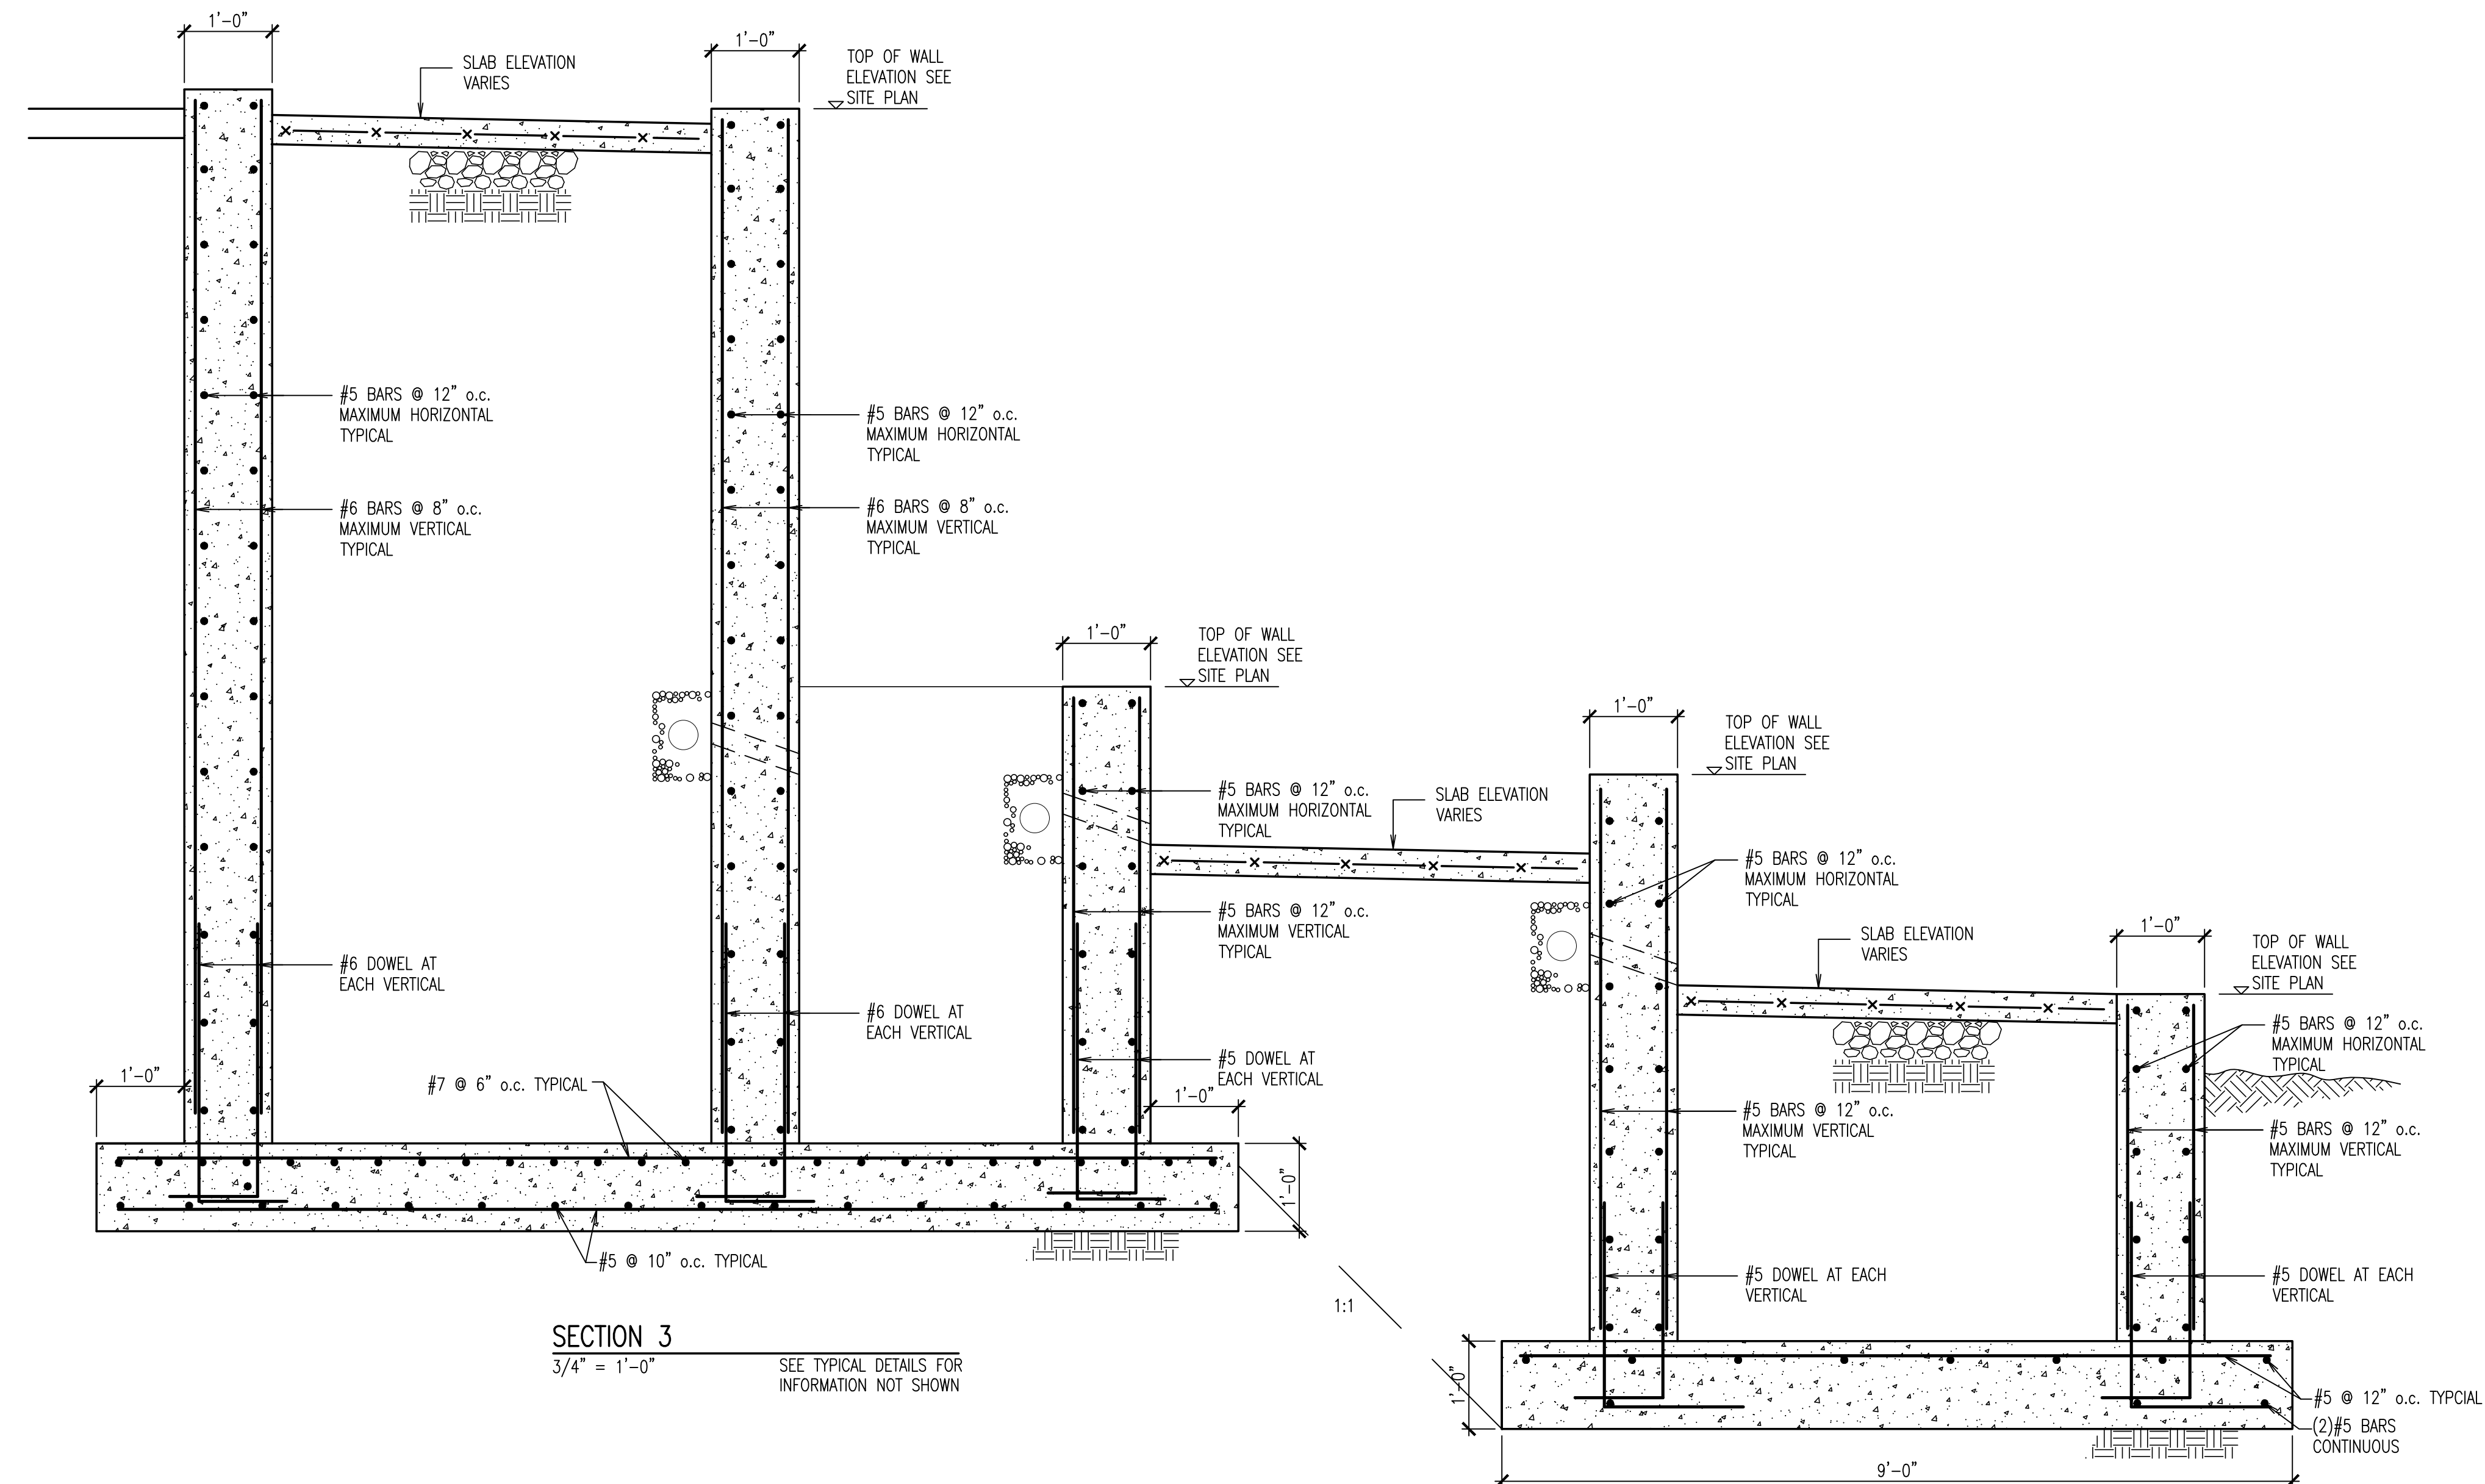 1'-0"
SLAB ELEVATION
VARIES
1'-0"
TOP OF WALL
ELEVATION SEE
SITE PLAN
#5 BARS @ 12" o.c.
MAXIMUM HORIZONTAL
TYPICAL
#5 BARS @ 12" o.c.
MAXIMUM HORIZONTAL
TYPICAL
#6 BARS @ 8" o.c.
MAXIMUM VERTICAL
TYPICAL
#6 BARS @ 8" o.c.
MAXIMUM VERTICAL
TYPICAL
1'-0"
TOP OF WALL
ELEVATION SEE
SITE PLAN
1'-0"
TOP OF WALL
ELEVATION SEE
SITE PLAN
#5 BARS @ 12" o.c.
MAXIMUM HORIZONTAL
TYPICAL
SLAB ELEVATION
VARIES
#5 BARS @ 12" o.c.
MAXIMUM HORIZONTAL
TYPICAL
#5 BARS @ 12" o.c.
MAXIMUM VERTICAL
TYPICAL
SLAB ELEVATION
VARIES
1'-0"
TOP OF WALL
ELEVATION SEE
SITE PLAN
#6 DOWEL AT
EACH VERTICAL
#6 DOWEL AT
EACH VERTICAL
#5 BARS @ 12" o.c.
MAXIMUM HORIZONTAL
TYPICAL
#5 DOWEL AT
EACH VERTICAL
1'-0"
#7 @ 6" o.c. TYPICAL
1'-0"
#5 BARS @ 12" o.c.
MAXIMUM VERTICAL
TYPICAL
#5 BARS @ 12" o.c.
MAXIMUM VERTICAL
TYPICAL
1'-0"
#5 @ 10" o.c. TYPICAL
#5 DOWEL AT EACH
VERTICAL
#5 DOWEL AT EACH
VERTICAL
1:1
SECTION 3
3/4" = 1'-0"
SEE TYPICAL DETAILS FOR
INFORMATION NOT SHOWN
1'-0"
#5 @ 12" o.c. TYPCIAL
(2)#5 BARS
CONTINUOUS
9'-0"